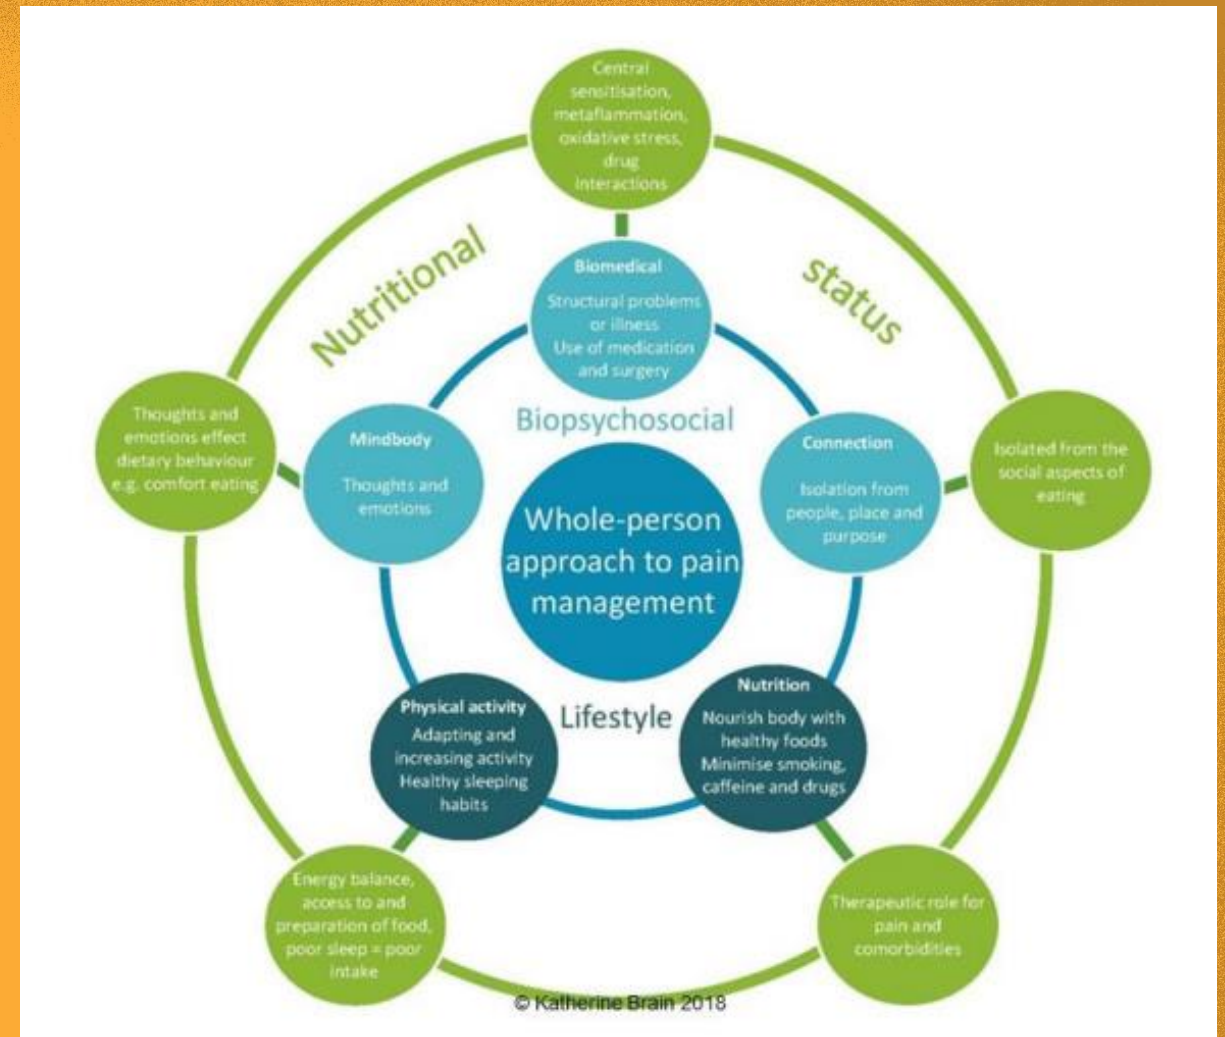 Central
sensitisation,
metaflammation,
oxidative stress,
drug
interactions
Nutritional
status
Biomedical
Structural problems
or illness
Use of medication
and surgery
Thoughts and
emotions effect
dietary behaviour
e.g. comfort eating
Mindbody
Thoughts and
emotions
Biopsychosocial
Connection
Isolation from
people, place and
purpose
Isolated from the
social aspects of
eating
Whole-person
approach to pain
management
Physical activity
Adapting and
increasing activity
Healthy sleeping
habits
Lifestyle
Nutrition
Nourish body with
healthy foods
Minimise smoking,
caffeine and drugs
Energy balance,
access to and
preparation of food,
poor sleep = poor
intake
Therapeutic role for
pain and
comorbidities
© Katherine Brain 2018